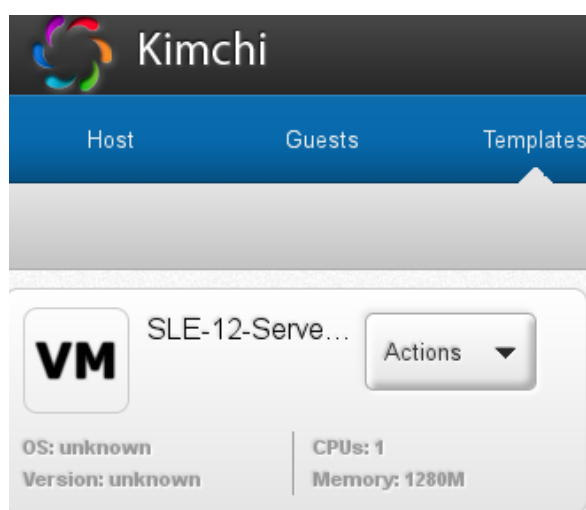 Kimchi
Host Guests Templates
VM SLE-12-Serve... Actions
OS: unknown CPUs: 1
Version: unknown Memory: 1280M